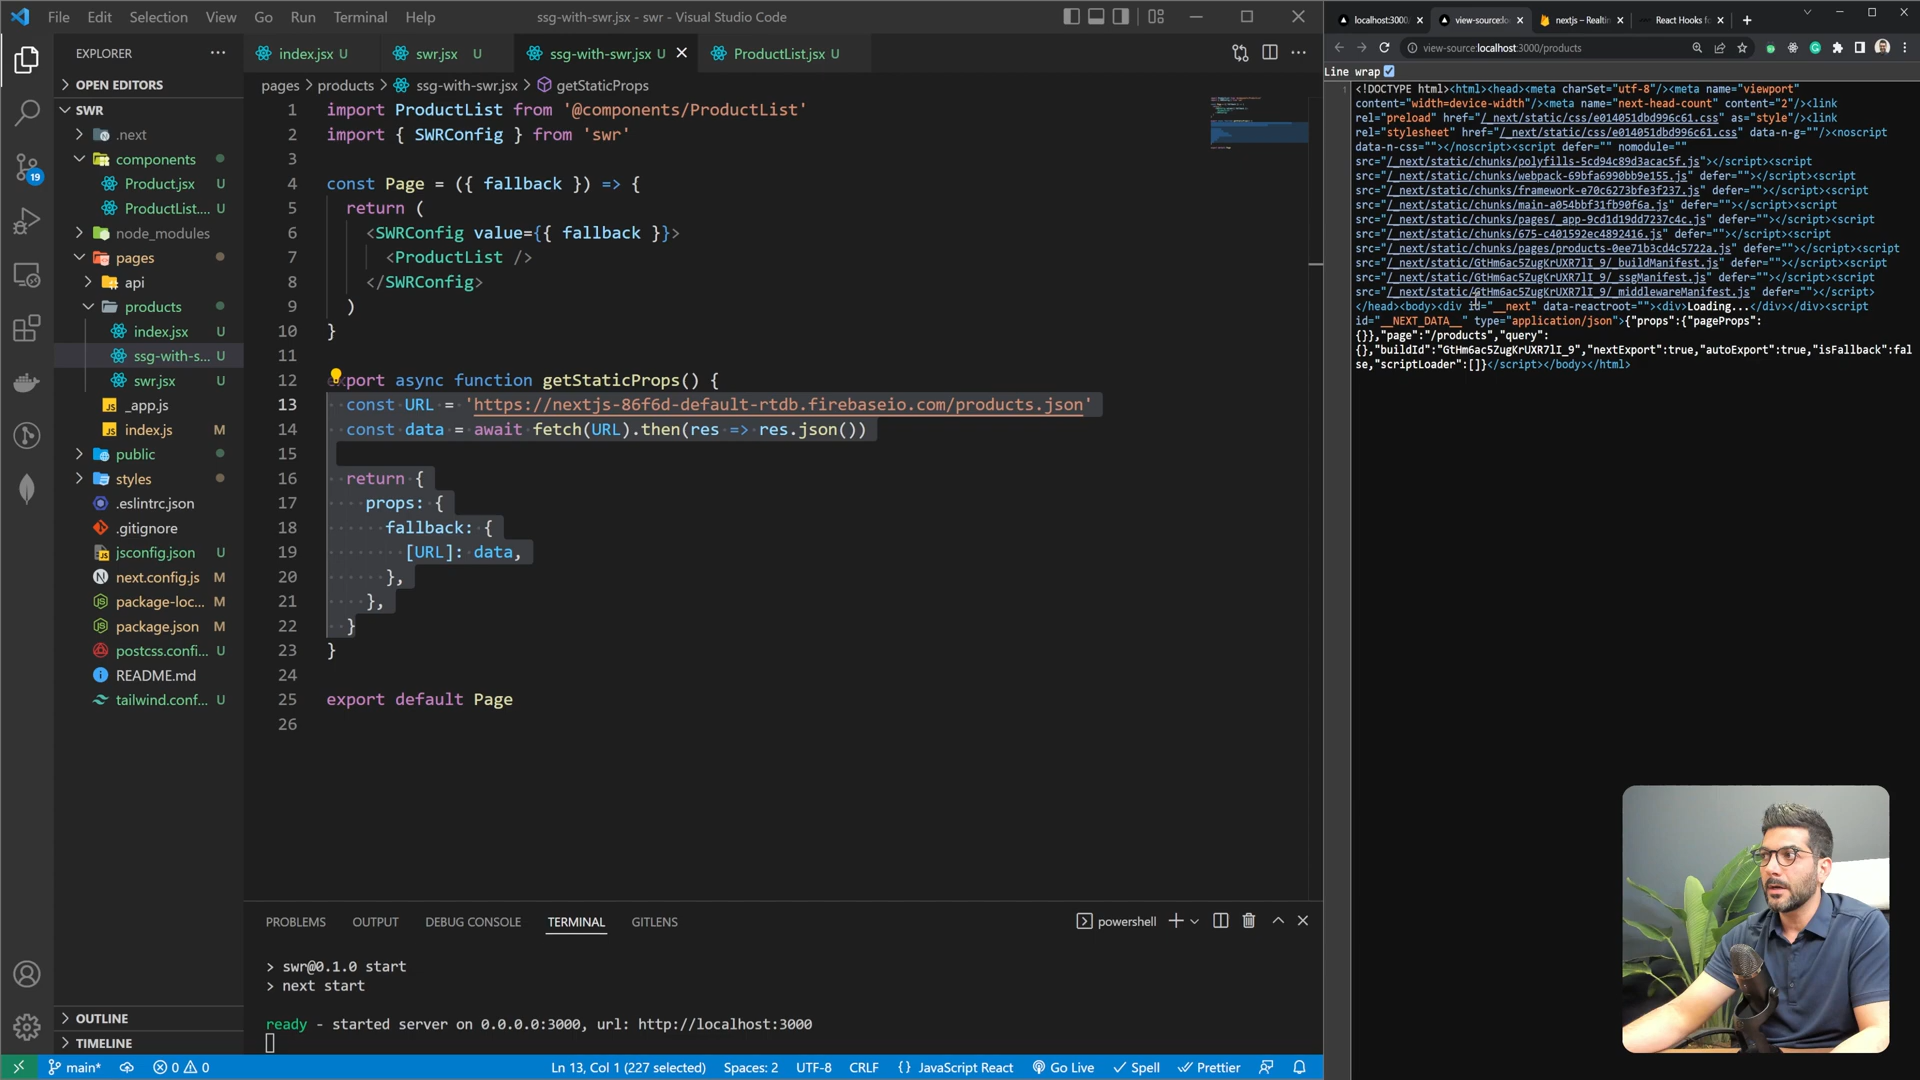 File Edit Selection View Go Run Terminal Help
ssg-with-swr.jsx - swr - Visual Studio Code
EXPLORER
OPEN EDITORS
SWR
.next
components
Product.jsx U
ProductList.... U
node_modules
pages
api
products
index.jsx U
ssg-with-s... U
swr.jsx U
_app.js
index.js M
public
styles
.eslintrc.json
.gitignore
jsconfig.json U
next.config.js M
package-loc... M
package.json M
postcss.confi... U
README.md
tailwind.conf... U
OUTLINE
TIMELINE
19
index.jsx U
swr.jsx U
ssg-with-swr.jsx U
ProductList.jsx U
pages > products > ssg-with-swr.jsx > getStaticProps
1 import ProductList from '@components/ProductList'
2 import { SWRConfig } from 'swr'
3
4 const Page = ({ fallback }) => {
5 return (
6 <SWRConfig value={{ fallback }}>
7 <ProductList />
8 </SWRConfig>
9 )
10 }
11
12 export async function getStaticProps() {
13 const URL = 'https://nextjs-86f6d-default-rtdb.firebaseio.com/products.json'
14 const data = await fetch(URL).then(res => res.json())
15
16 return {
17 props: {
18 fallback: {
19 [URL]: data,
20 },
21 },
22 }
23 }
24
25 export default Page
26
PROBLEMS OUTPUT DEBUG CONSOLE TERMINAL GITLENS
powershell
> swr@0.1.0 start
> next start
ready - started server on 0.0.0.0:3000, url: http://localhost:3000
main* 0 0 Ln 13, Col 1 (227 selected) Spaces: 2 UTF-8 CRLF {} JavaScript React Go Live Spell Prettier
localhost:3000/
view-source:lo
nextjs – Realtim
React Hooks fo
view-source:localhost:3000/products
Line wrap
1 <!DOCTYPE html><html><head><meta charSet="utf-8"/><meta name="viewport"
content="width=device-width"/><meta name="next-head-count" content="2"/><link
rel="preload" href="/_next/static/css/e014051dbd996c61.css" as="style"/><link
rel="stylesheet" href="/_next/static/css/e014051dbd996c61.css" data-n-g=""/><noscript
data-n-css=""></noscript><script defer="" nomodule=""
src="/_next/static/chunks/polyfills-5cd94c89d3acac5f.js"></script><script
src="/_next/static/chunks/webpack-69bfa6990bb9e155.js" defer=""></script><script
src="/_next/static/chunks/framework-e70c6273bfe3f237.js" defer=""></script><script
src="/_next/static/chunks/main-a054bbf31fb90f6a.js" defer=""></script><script
src="/_next/static/chunks/pages/_app-9cd1d19dd7237c4c.js" defer=""></script><script
src="/_next/static/chunks/675-c401592ec4892416.js" defer=""></script><script
src="/_next/static/chunks/pages/products-0ee71b3cd4c5722a.js" defer=""></script><script
src="/_next/static/GtHm6ac5ZugKrUXR7lI_9/_buildManifest.js" defer=""></script><script
src="/_next/static/GtHm6ac5ZugKrUXR7lI_9/_ssgManifest.js" defer=""></script><script
src="/_next/static/GtHm6ac5ZugKrUXR7lI_9/_middlewareManifest.js" defer=""></script>
</head><body><div id="__next" data-reactroot=""><div>Loading...</div></div><script
id="__NEXT_DATA__" type="application/json">{"props":{"pageProps":
{}},"page":"/products","query":
{},"buildId":"GtHm6ac5ZugKrUXR7lI_9","nextExport":true,"autoExport":true,"isFallback":fal
se,"scriptLoader":[]}</script></body></html>